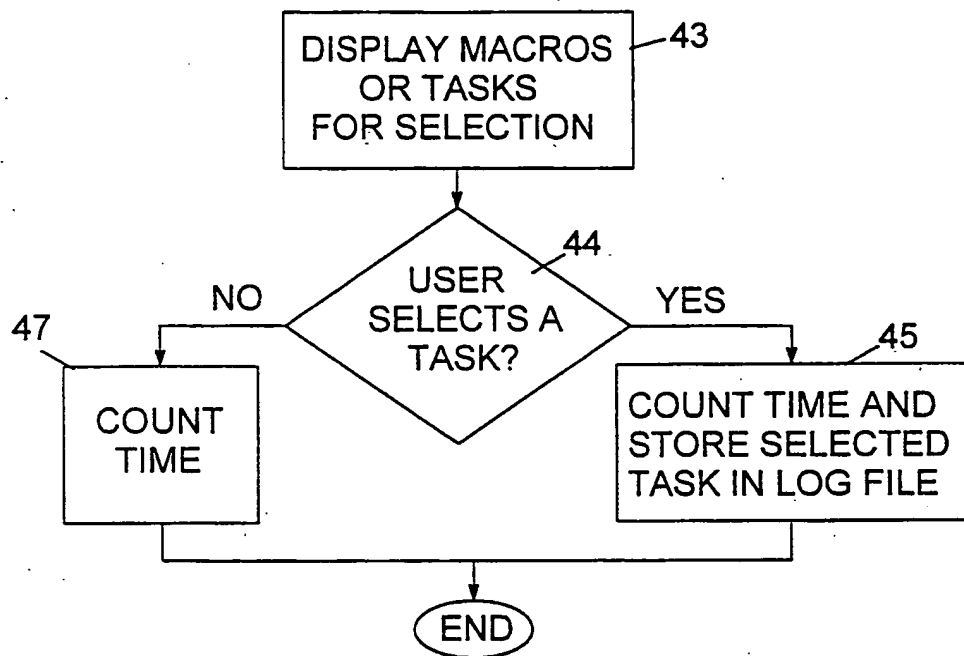 DISPLAY MACROS
OR TASKS
FOR SELECTION
43
USER
SELECTS A
TASK?
44
NO
YES
47
COUNT
TIME
45
COUNT TIME AND
STORE SELECTED
TASK IN LOG FILE
END